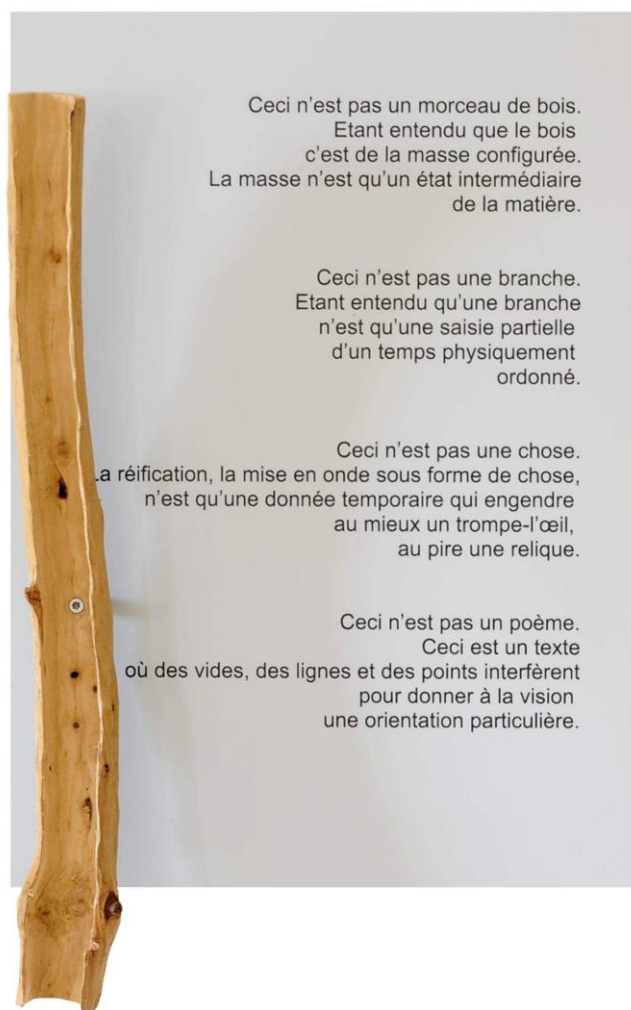 Ceci n'est pas un morceau de bois.
Etant entendu que le bois
c'est de la masse configurée.
La masse n'est qu'un état intermédiaire
de la matière.
Ceci n'est pas une branche.
Etant entendu qu'une branche
n'est qu'une saisie partielle
d'un temps physiquement
ordonné.
Ceci n'est pas une chose.
La réification, la mise en onde sous forme de chose,
n'est qu'une donnée temporaire qui engendre
au mieux un trompe-l'œil,
au pire une relique.
Ceci n'est pas un poème.
Ceci est un texte
où des vides, des lignes et des points interfèrent
pour donner à la vision
une orientation particulière.